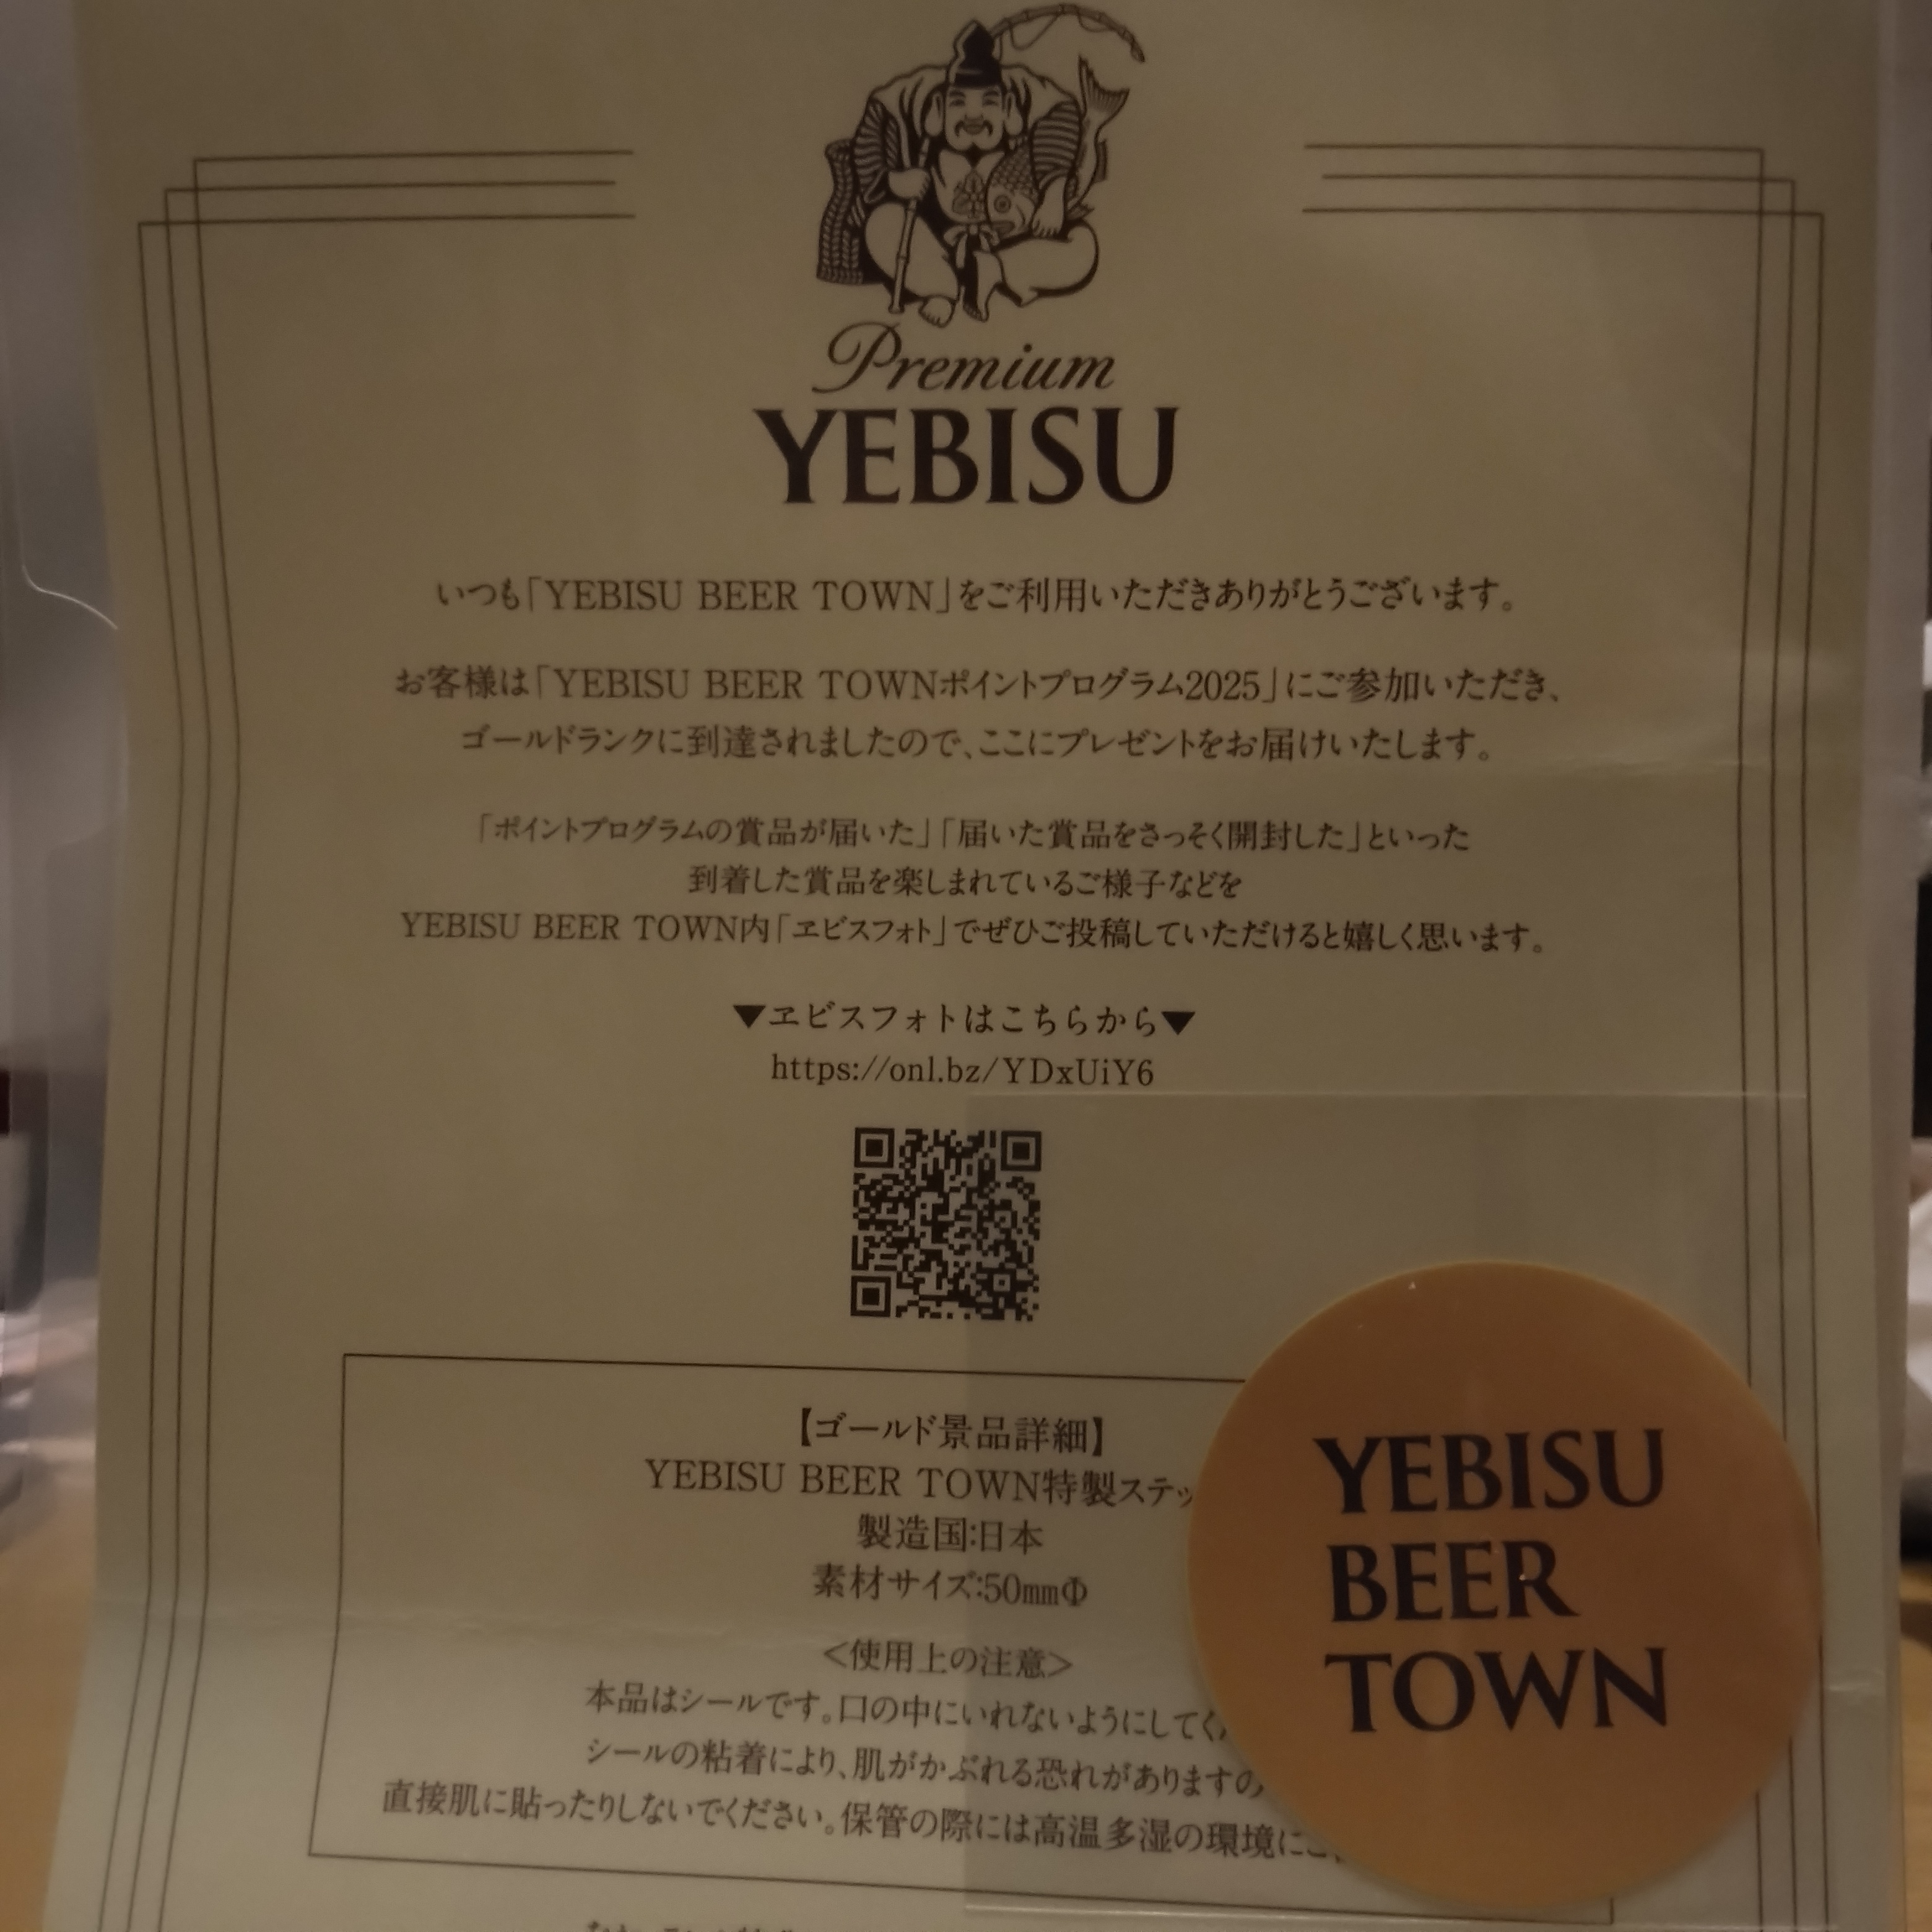 Premium
YEBISU
いつも「YEBISU BEER TOWN」をご利用いただきありがとうございます。
お客様は「YEBISU BEER TOWNポイントプログラム2025」にご参加いただき、
ゴールドランクに到達されましたので、ここにプレゼントをお届けいたします。
「ポイントプログラムの賞品が届いた」「届いた賞品をさっそく開封した」といった
到着した賞品を楽しまれているご様子などを
YEBISU BEER TOWN内「ヱビスフォト」でぜひご投稿していただけると嬉しく思います。
▼ヱビスフォトはこちらから▼
https://onl.bz/YDxUiY6
【ゴールド景品詳細】
YEBISU BEER TOWN特製ステッ
製造国:日本
素材サイズ:50㎜Φ
<使用上の注意>
本品はシールです。口の中にいれないようにしてく
シールの粘着により、肌がかぶれる恐れがありますの
直接肌に貼ったりしないでください。保管の際には高温多湿の環境に
YEBISU
BEER
TOWN